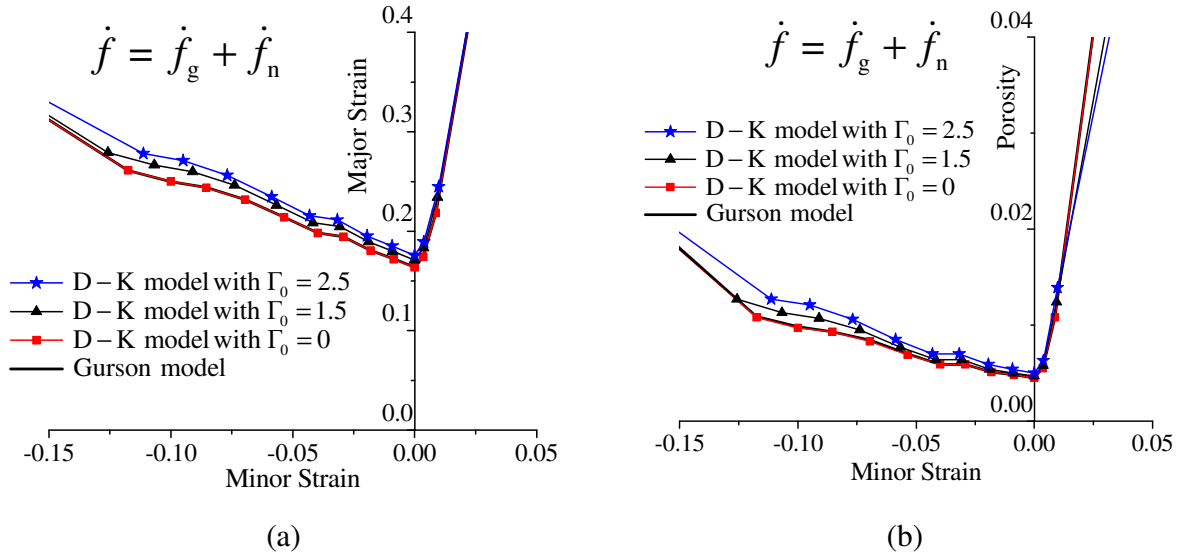 ḟ = ḟg + ḟn
Major Strain
0.4
0.3
0.2
0.1
0.0
D – K model with Γ₀ = 2.5
D – K model with Γ₀ = 1.5
D – K model with Γ₀ = 0
Gurson model
-0.15 -0.10 -0.05 0.00 0.05
Minor Strain
(a)
ḟ = ḟg + ḟn
Porosity
0.04
0.02
0.00
D – K model with Γ₀ = 2.5
D – K model with Γ₀ = 1.5
D – K model with Γ₀ = 0
Gurson model
-0.15 -0.10 -0.05 0.00 0.05
Minor Strain
(b)